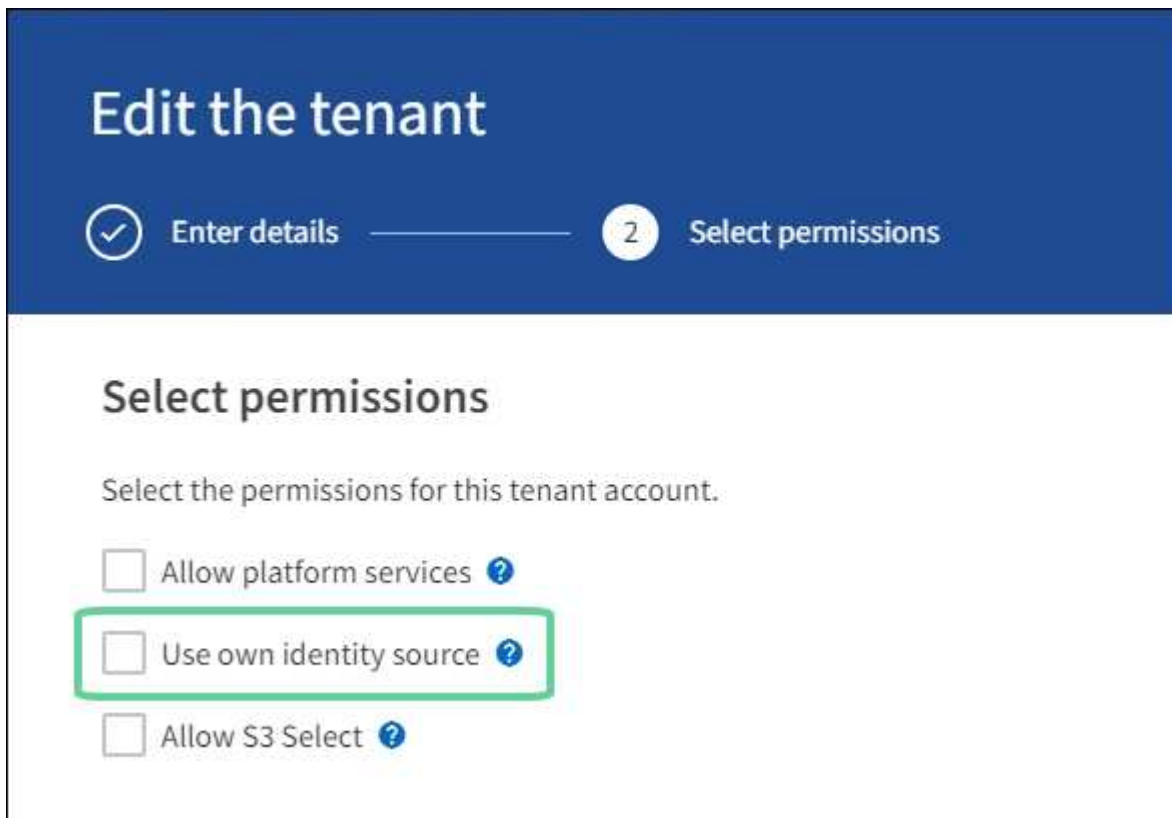 Edit the tenant
Enter details 2 Select permissions
Select permissions
Select the permissions for this tenant account.
Allow platform services ?
Use own identity source ?
Allow S3 Select ?